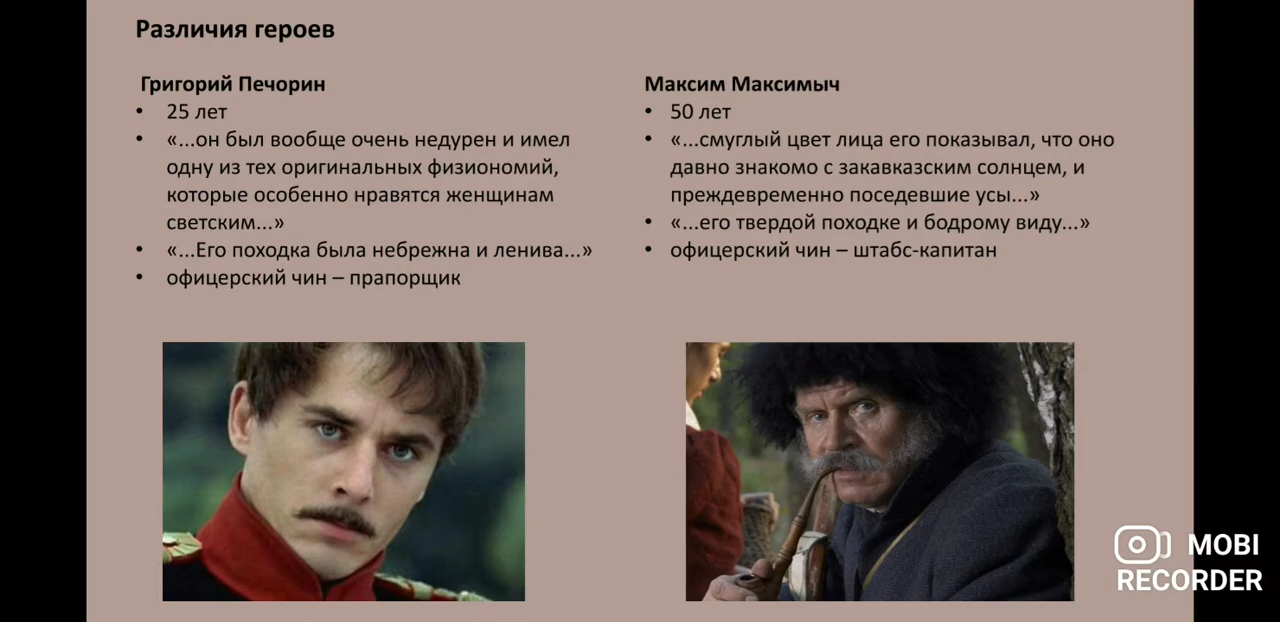 Различия героев
Григорий Печорин
• 25 лет
• «...он был вообще очень недурен и имел
одну из тех оригинальных физиономий,
которые особенно нравятся женщинам
светским...»
• «...Его походка была небрежна и ленива...»
• офицерский чин – прапорщик
Максим Максимыч
• 50 лет
• «...смуглый цвет лица его показывал, что оно
давно знакомо с закавказским солнцем, и
преждевременно поседевшие усы...»
• «...его твердой походке и бодрому виду...»
• офицерский чин – штабс-капитан
MOBI
RECORDER